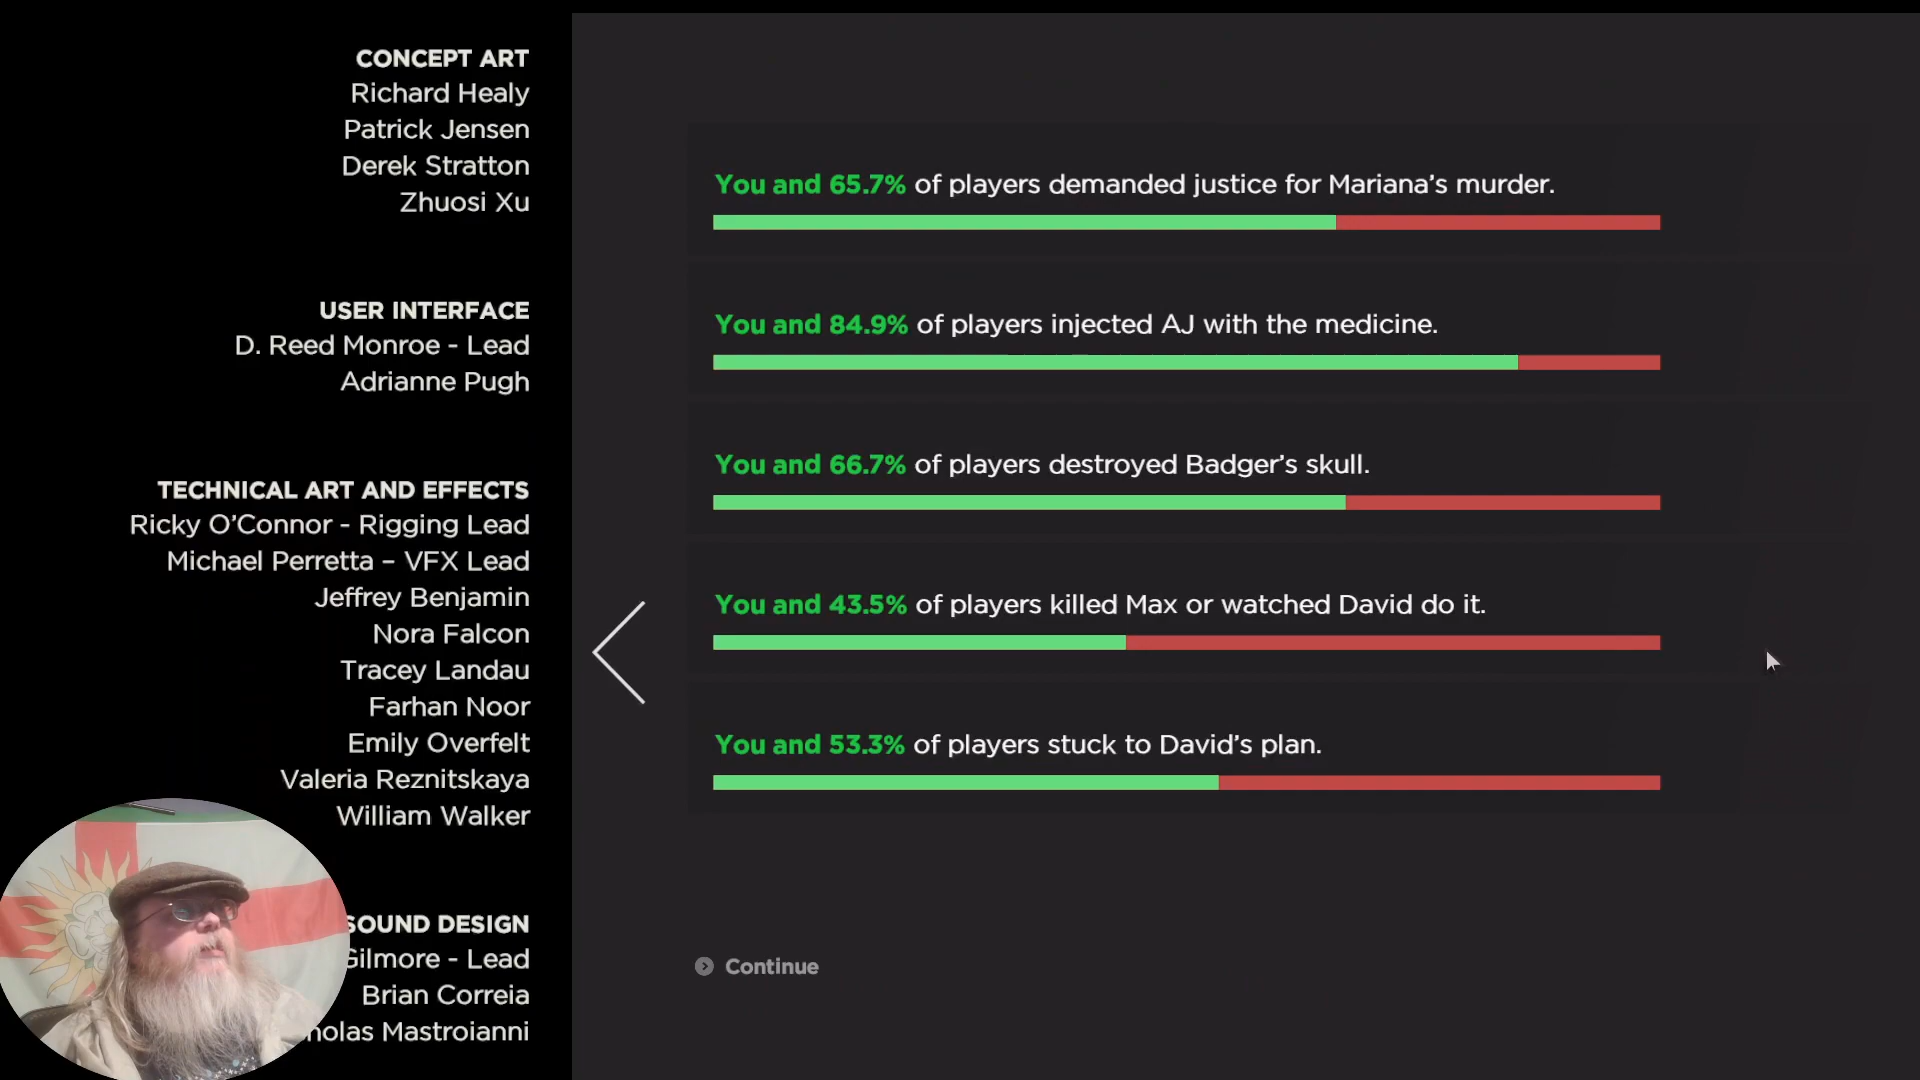 CONCEPT ART
Richard Healy
Patrick Jensen
Derek Stratton
Zhuosi Xu
USER INTERFACE
D. Reed Monroe - Lead
Adrianne Pugh
TECHNICAL ART AND EFFECTS
Ricky O'Connor - Rigging Lead
Michael Perretta – VFX Lead
Jeffrey Benjamin
Nora Falcon
Tracey Landau
Farhan Noor
Emily Overfelt
Valeria Reznitskaya
William Walker
SOUND DESIGN
Gilmore - Lead
Brian Correia
Mastroianni
You and 65.7% of players demanded justice for Mariana's murder.
You and 84.9% of players injected AJ with the medicine.
You and 66.7% of players destroyed Badger's skull.
You and 43.5% of players killed Max or watched David do it.
You and 53.3% of players stuck to David's plan.
Continue